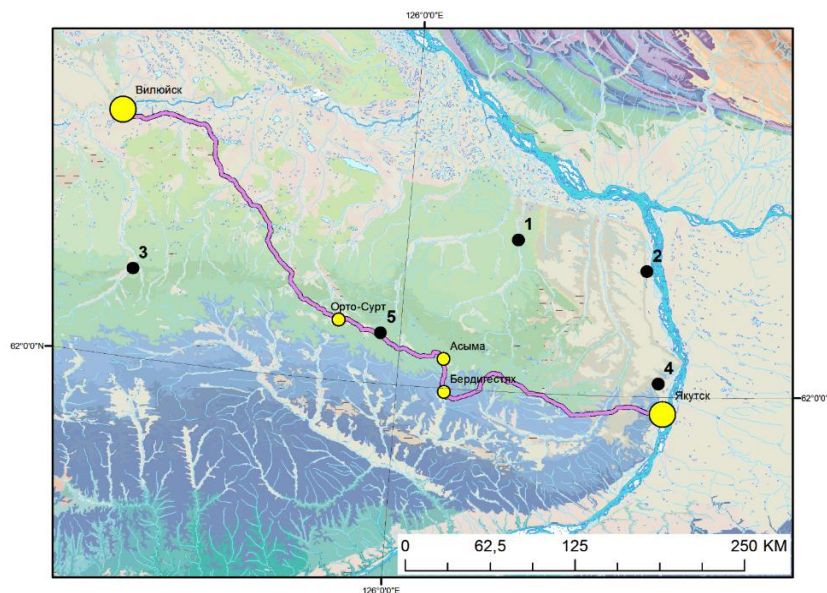 126°0'0"E
Вилюйск
1
3
2
Орто-Сурт
5
62°0'0"N
Асыма
4
Бердигестях
Якутск
62°0'0"N
0 62,5 125 250 KM
126°0'0"E